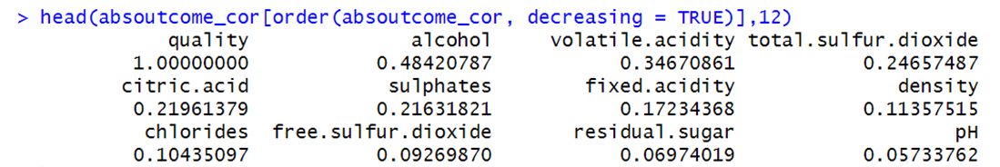 > head(absoutcome_cor[order(absoutcome_cor, decreasing = TRUE)],12)
quality alcohol volatile.acidity total.sulfur.dioxide
1.00000000 0.48420787 0.34670861 0.24657487
citric.acid sulphates fixed.acidity density
0.21961379 0.21631821 0.17234368 0.11357515
chlorides free.sulfur.dioxide residual.sugar pH
0.10435097 0.09269870 0.06974019 0.05733762